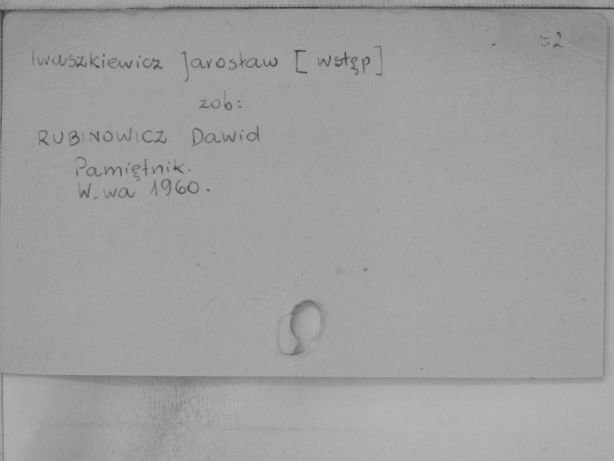 52
Iwaszkiewicz Jarosław [wstęp]
zob:
RUBINOWICZ Dawid
Pamiętnik.
W-wa 1960.